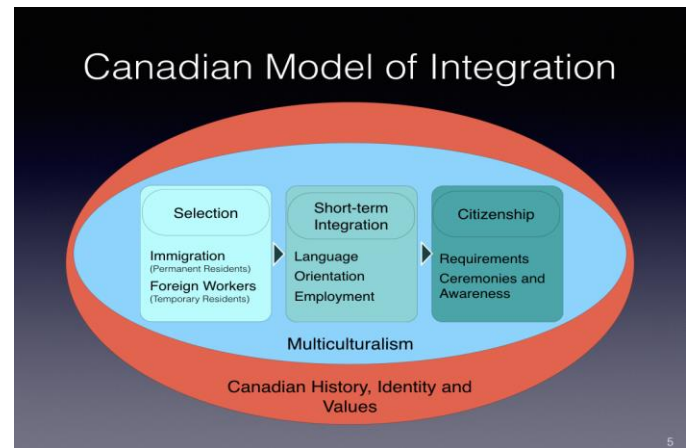 Canadian Model of Integration
Selection
Immigration
(Permanent Residents)
Foreign Workers
(Temporary Residents)
Short-term
Integration
Language
Orientation
Employment
Citizenship
Requirements
Ceremonies and
Awareness
Multiculturalism
Canadian History, Identity and
Values
5